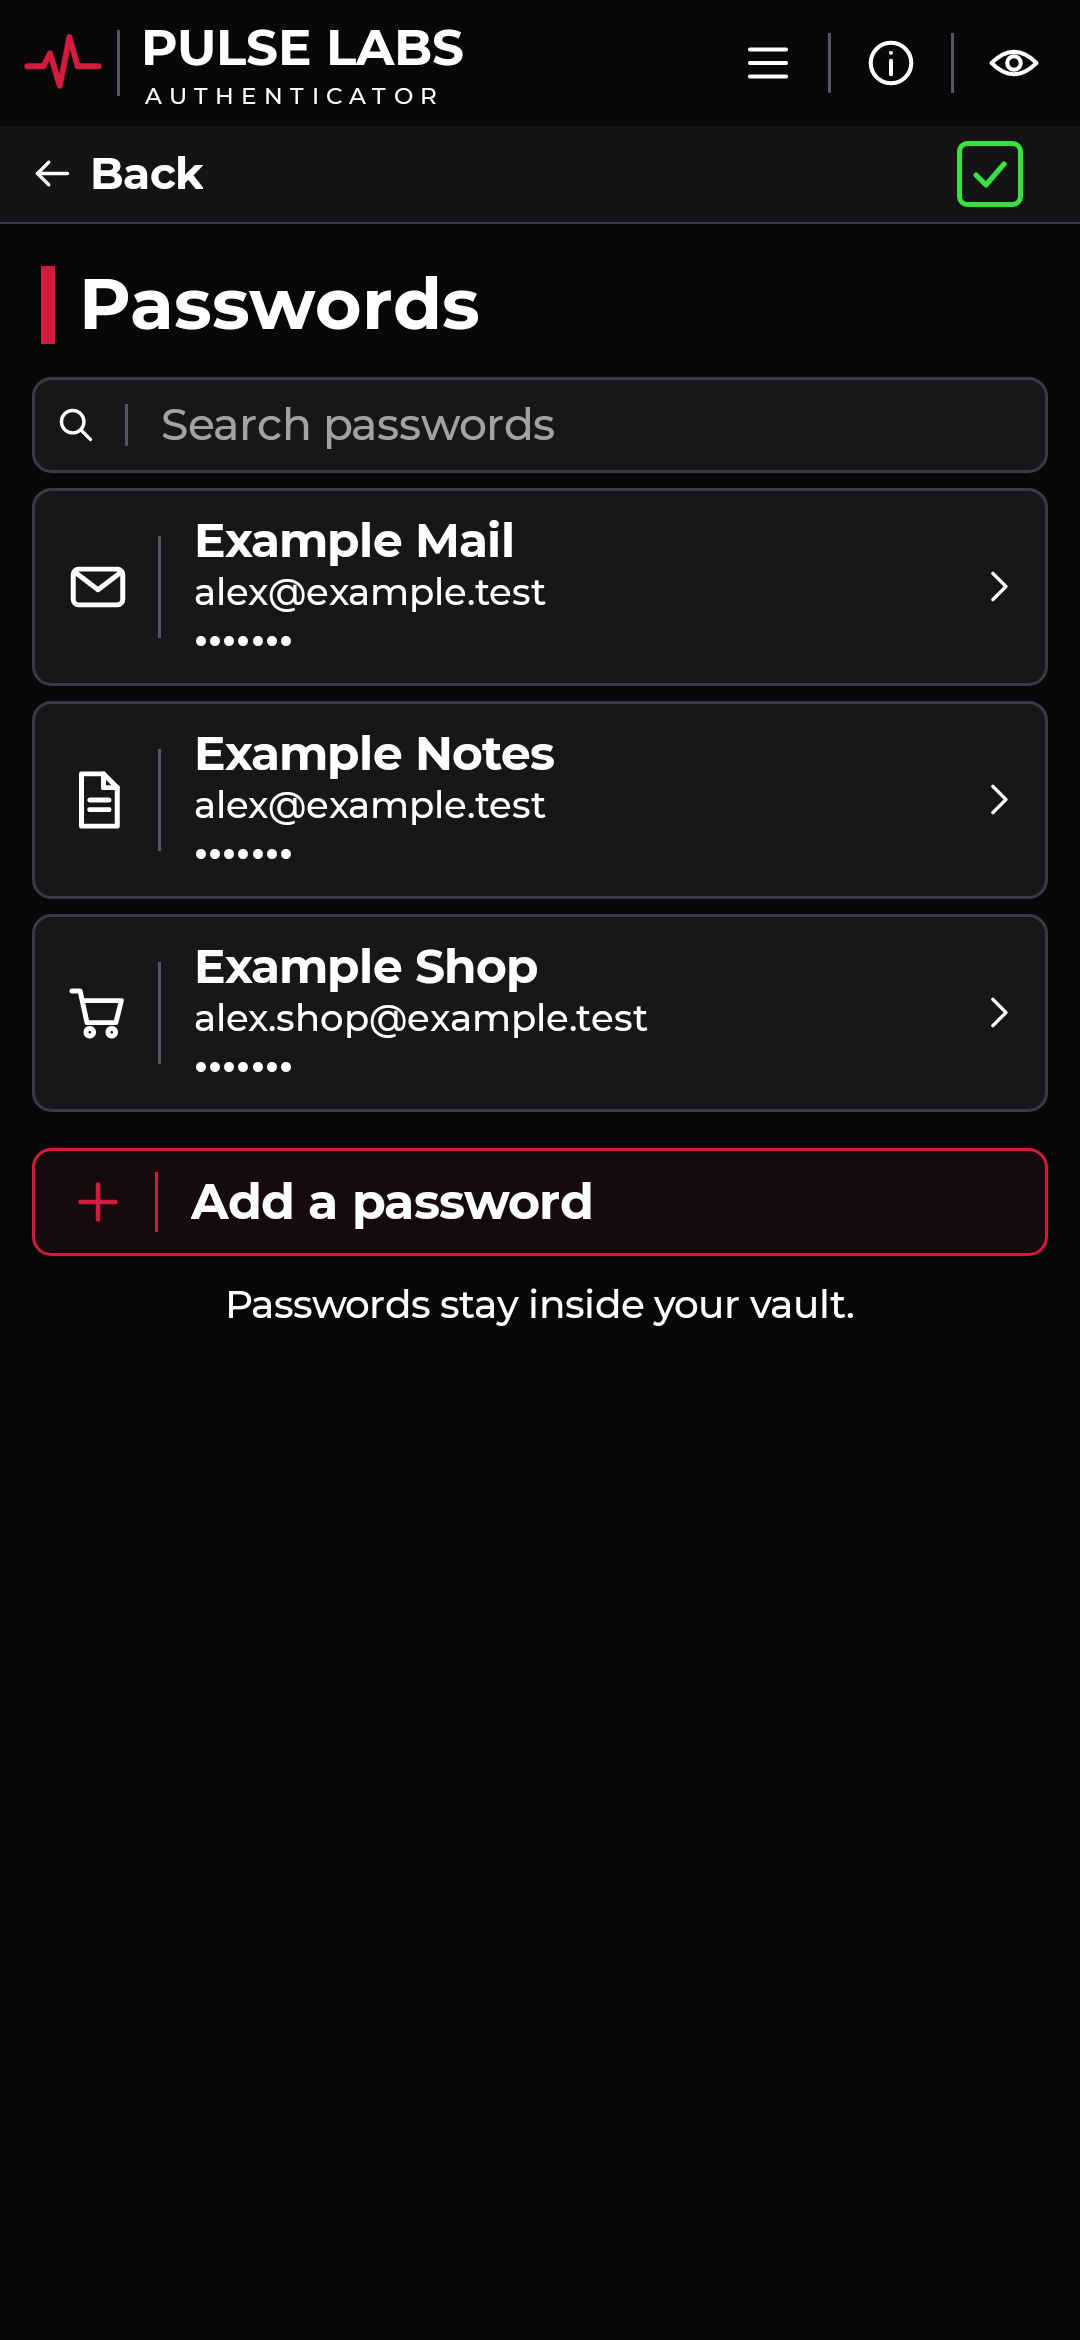 PULSE LABS
AUTHENTICATOR
Back
Passwords
Search passwords
Example Mail
alex@example.test
•••••••
Example Notes
alex@example.test
•••••••
Example Shop
alex.shop@example.test
•••••••
Add a password
Passwords stay inside your vault.